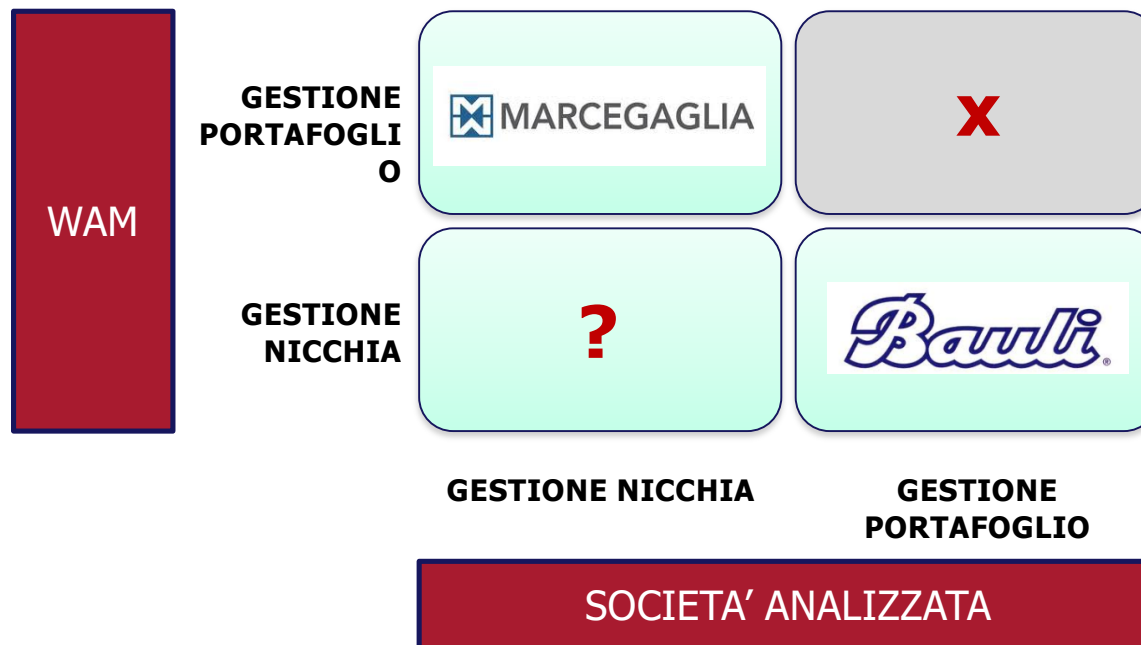 WAM
GESTIONE
PORTAFOGLI
O
MARCEGAGLIA
X
GESTIONE
NICCHIA
?
Bauli®
GESTIONE NICCHIA
GESTIONE
PORTAFOGLIO
SOCIETA’ ANALIZZATA